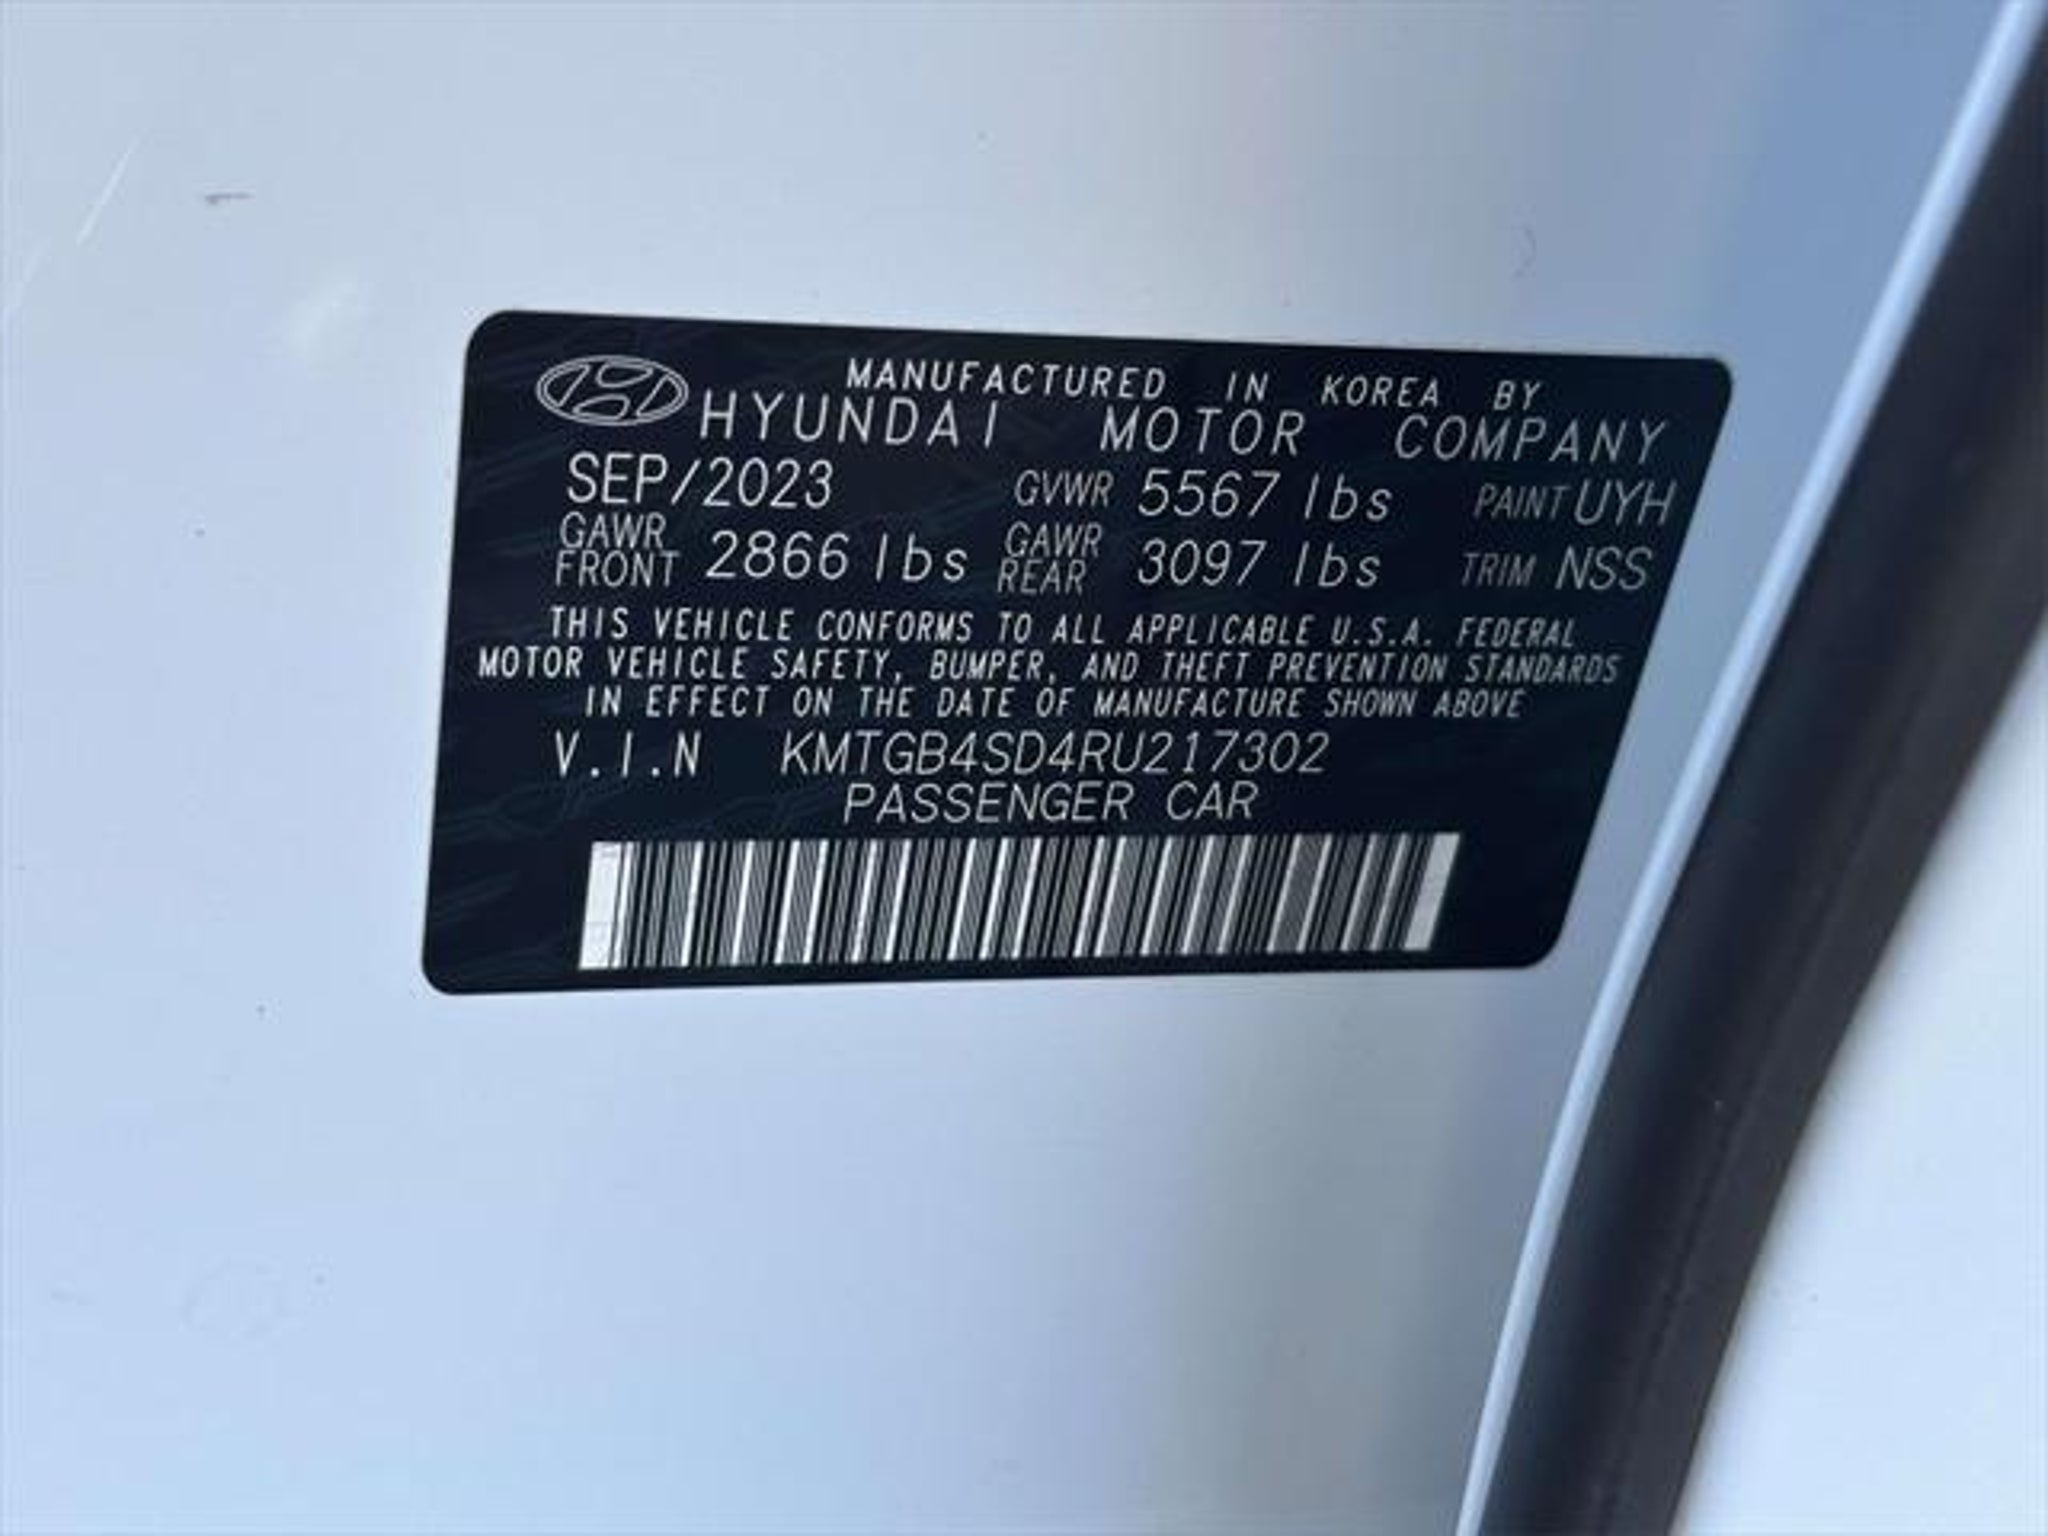 MANUFACTURED IN KOREA BY
HYUNDAI MOTOR COMPANY
SEP/2023 GVWR 5567 lbs PAINT UYH
GAWR FRONT 2866 lbs GAWR REAR 3097 lbs TRIM NSS
THIS VEHICLE CONFORMS TO ALL APPLICABLE U.S.A. FEDERAL
MOTOR VEHICLE SAFETY, BUMPER, AND THEFT PREVENTION STANDARDS
IN EFFECT ON THE DATE OF MANUFACTURE SHOWN ABOVE
V.I.N KMTGB4SD4RU217302
PASSENGER CAR